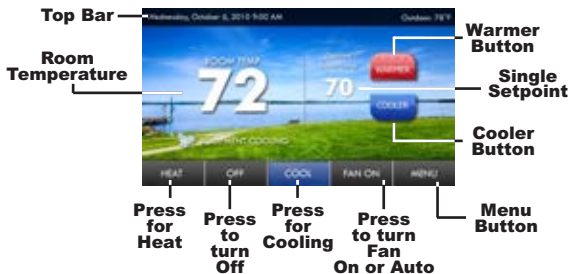 Top Bar
Wednesday, October 6, 2010 9:00 AM
Outdoor: 78°F
Warmer
Button
Room
Temperature
ROOM TEMP
72
70
WARMER
COOLER
Single
Setpoint
Cooler
Button
COOLING
HEAT
OFF
COOL
FAN ON
MENU
Press
for
Heat
Press
to
turn
Off
Press
for
Cooling
Press
to turn
Fan
On or Auto
Menu
Button